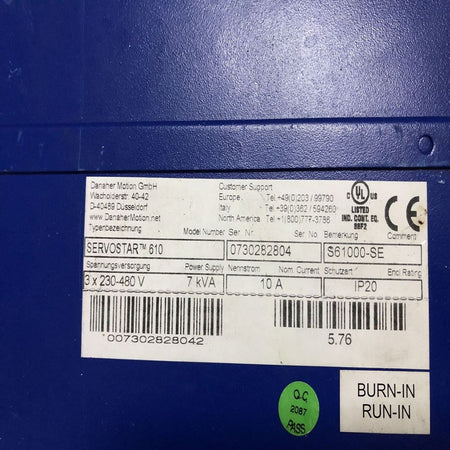 Danaher Motion GmbH
Wacholderstr. 40-42
D-40489 Düsseldorf
www.DanaherMotion.net
Customer Support
Europe Tel +49(0)203 / 99790
Italy Tel +39(0)362 / 594260
North America Tel +1(800)777-3786
C UL US
LISTED
IND. CONT. EQ.
88F2
Typenbezeichnung Model Number Ser. Nr Ser. No Bemerkung Comment
SERVOSTAR™ 610 0730282804 S61000-SE
Spannungsversorgung Power Supply Nennstrom Nom. Current Schutzart Encl.Rating
3 x 230-480 V 7 kVA 10 A IP20
*007302828042 5.76
Q.C.
2087
PASS
BURN-IN
RUN-IN